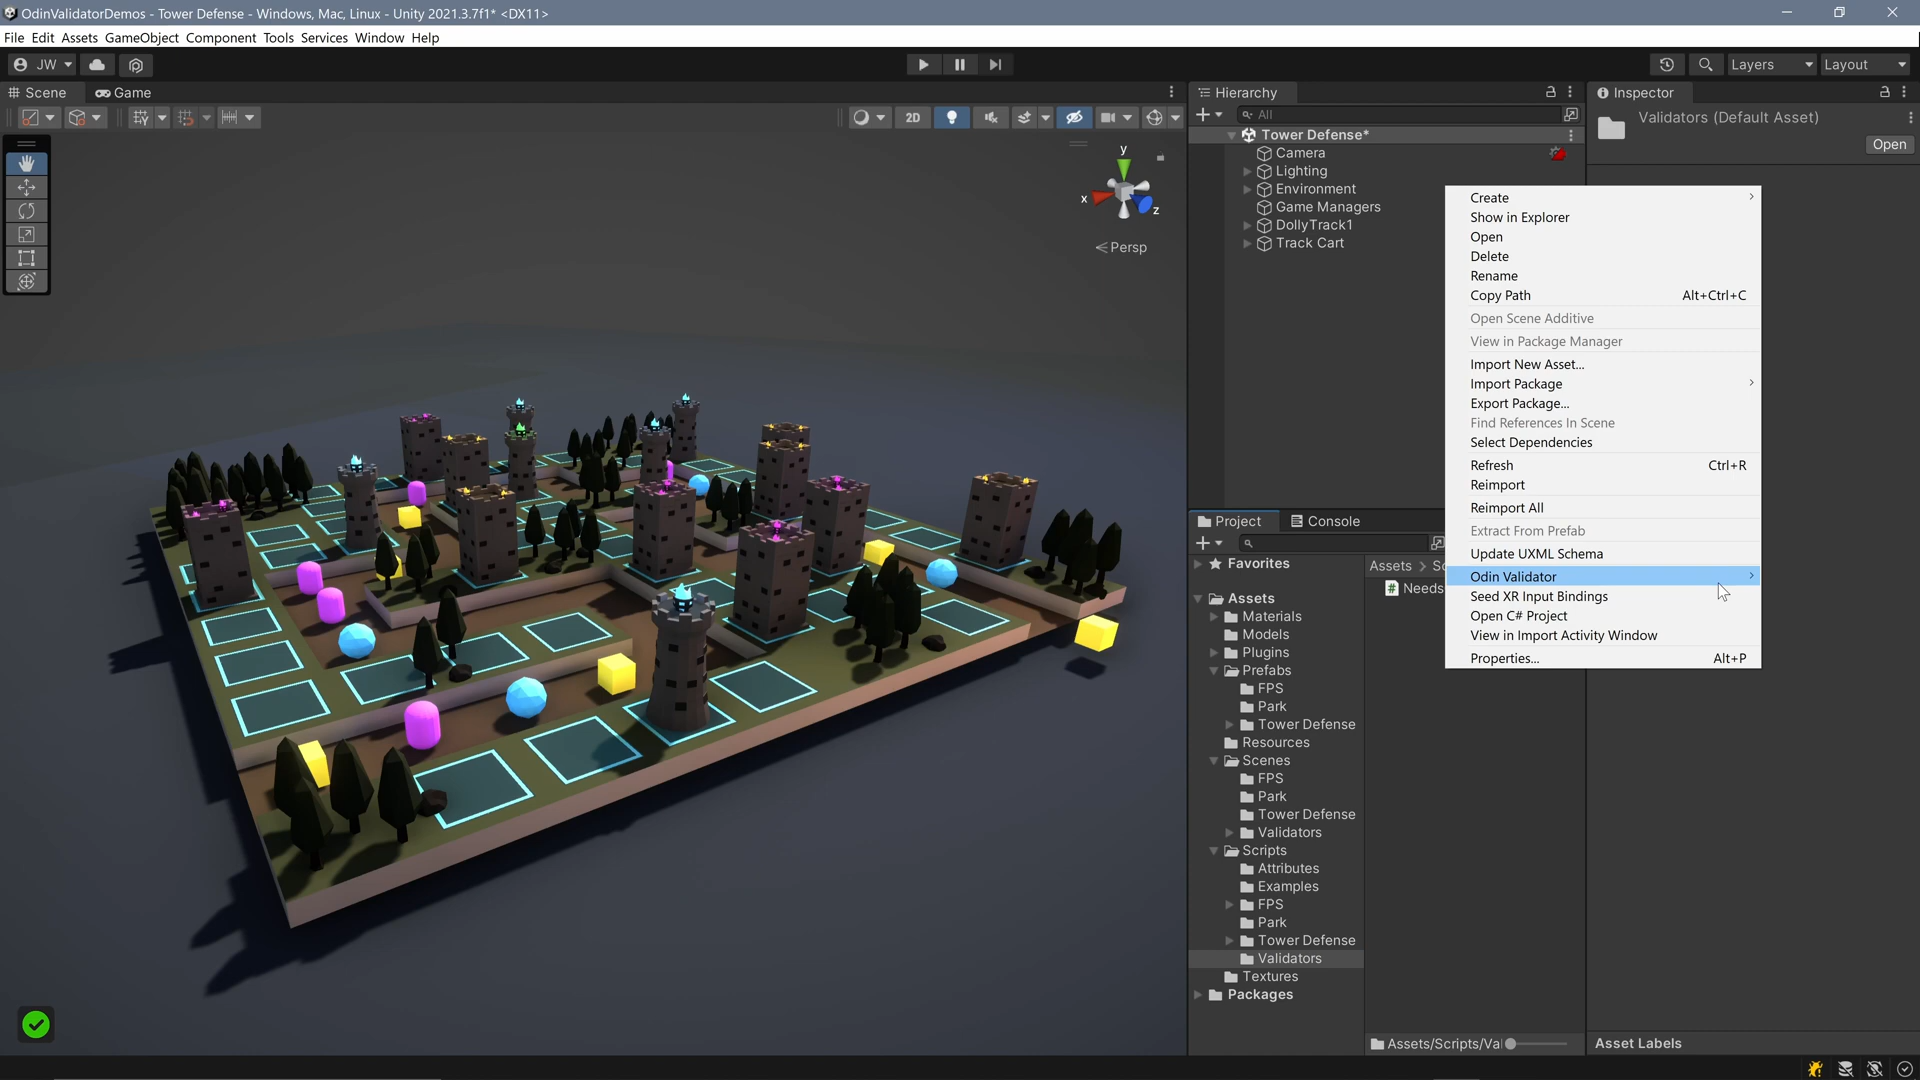 OdinValidatorDemos - Tower Defense - Windows, Mac, Linux - Unity 2021.3.7f1* <DX11>
File Edit Assets GameObject Component Tools Services Window Help
JW
Layers
Layout
Scene
Game
2D
y
x
z
Persp
Hierarchy
All
Tower Defense*
Camera
Lighting
Environment
Game Managers
DollyTrack1
Track Cart
Inspector
Validators (Default Asset)
Open
Create
Show in Explorer
Open
Delete
Rename
Copy Path Alt+Ctrl+C
Open Scene Additive
View in Package Manager
Import New Asset...
Import Package
Export Package...
Find References In Scene
Select Dependencies
Refresh Ctrl+R
Reimport
Reimport All
Extract From Prefab
Update UXML Schema
Odin Validator
Seed XR Input Bindings
Open C# Project
View in Import Activity Window
Properties... Alt+P
Project
Console
Favorites
Assets
Materials
Models
Plugins
Prefabs
FPS
Park
Tower Defense
Resources
Scenes
FPS
Park
Tower Defense
Validators
Scripts
Attributes
Examples
FPS
Park
Tower Defense
Validators
Textures
Packages
Assets > Sc
# Needs
Assets/Scripts/Va
Asset Labels